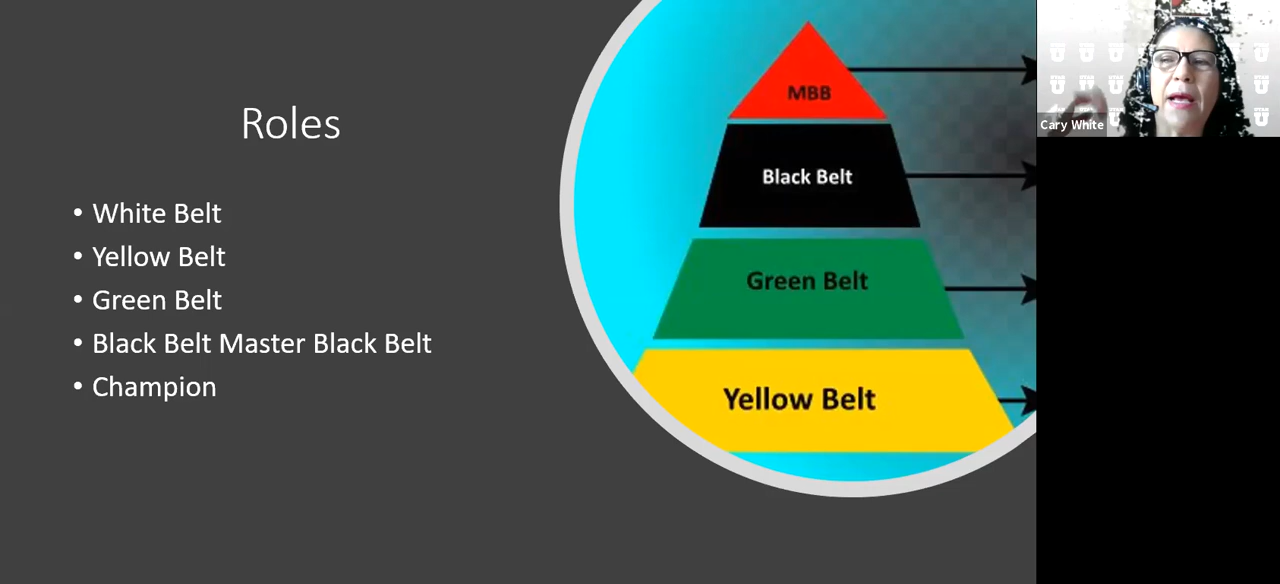 Roles
• White Belt
• Yellow Belt
• Green Belt
• Black Belt Master Black Belt
• Champion
MBB
Black Belt
Green Belt
Yellow Belt
Cary White